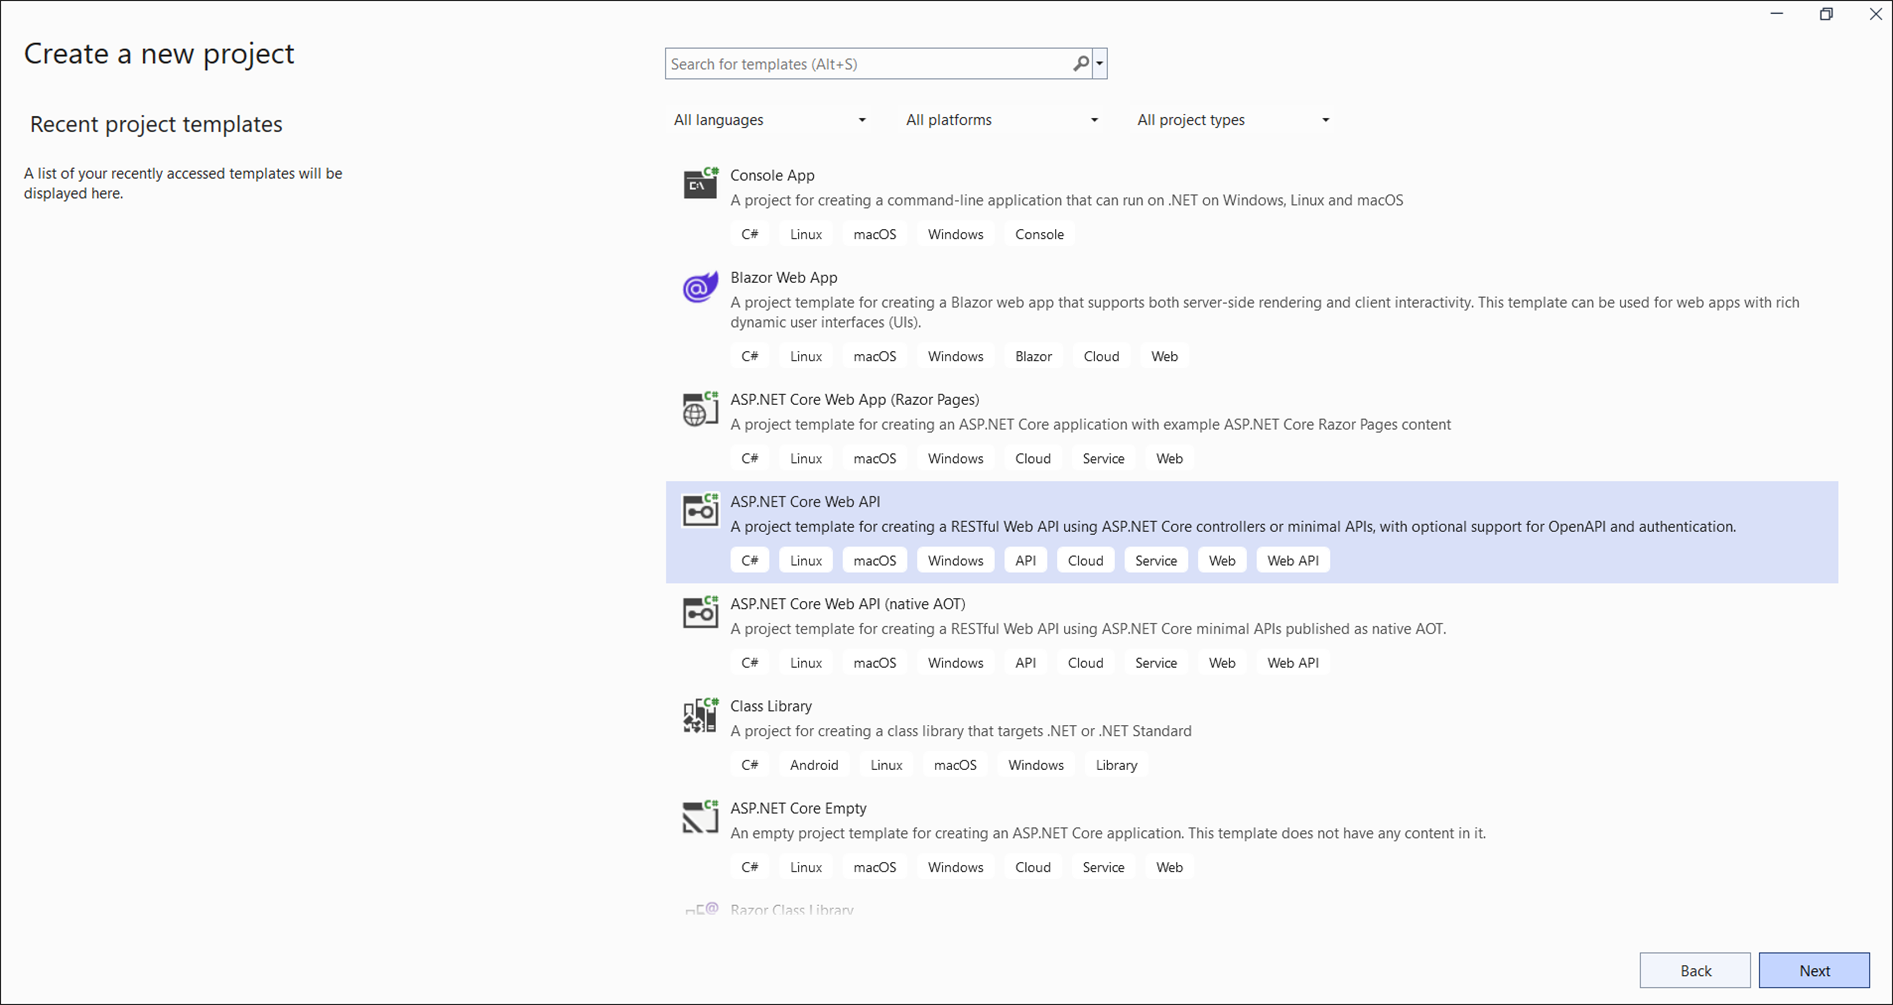 Create a new project
Search for templates (Alt+S)
Recent project templates
All languages
All platforms
All project types
A list of your recently accessed templates will be
displayed here.
C#
Console App
A project for creating a command-line application that can run on .NET on Windows, Linux and macOS
C# Linux macOS Windows Console
Blazor Web App
A project template for creating a Blazor web app that supports both server-side rendering and client interactivity. This template can be used for web apps with rich
dynamic user interfaces (UIs).
C# Linux macOS Windows Blazor Cloud Web
C#
ASP.NET Core Web App (Razor Pages)
A project template for creating an ASP.NET Core application with example ASP.NET Core Razor Pages content
C# Linux macOS Windows Cloud Service Web
C#
ASP.NET Core Web API
A project template for creating a RESTful Web API using ASP.NET Core controllers or minimal APIs, with optional support for OpenAPI and authentication.
C# Linux macOS Windows API Cloud Service Web Web API
C#
ASP.NET Core Web API (native AOT)
A project template for creating a RESTful Web API using ASP.NET Core minimal APIs published as native AOT.
C# Linux macOS Windows API Cloud Service Web Web API
C#
Class Library
A project for creating a class library that targets .NET or .NET Standard
C# Android Linux macOS Windows Library
C#
ASP.NET Core Empty
An empty project template for creating an ASP.NET Core application. This template does not have any content in it.
C# Linux macOS Windows Cloud Service Web
Razor Class Library
Back
Next